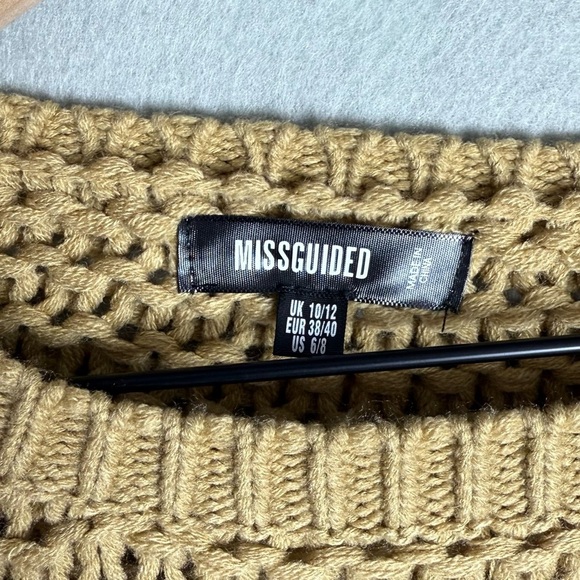 MISSGUIDED
MADE IN
CHINA
UK 10/12
EUR 38/40
US 6/8